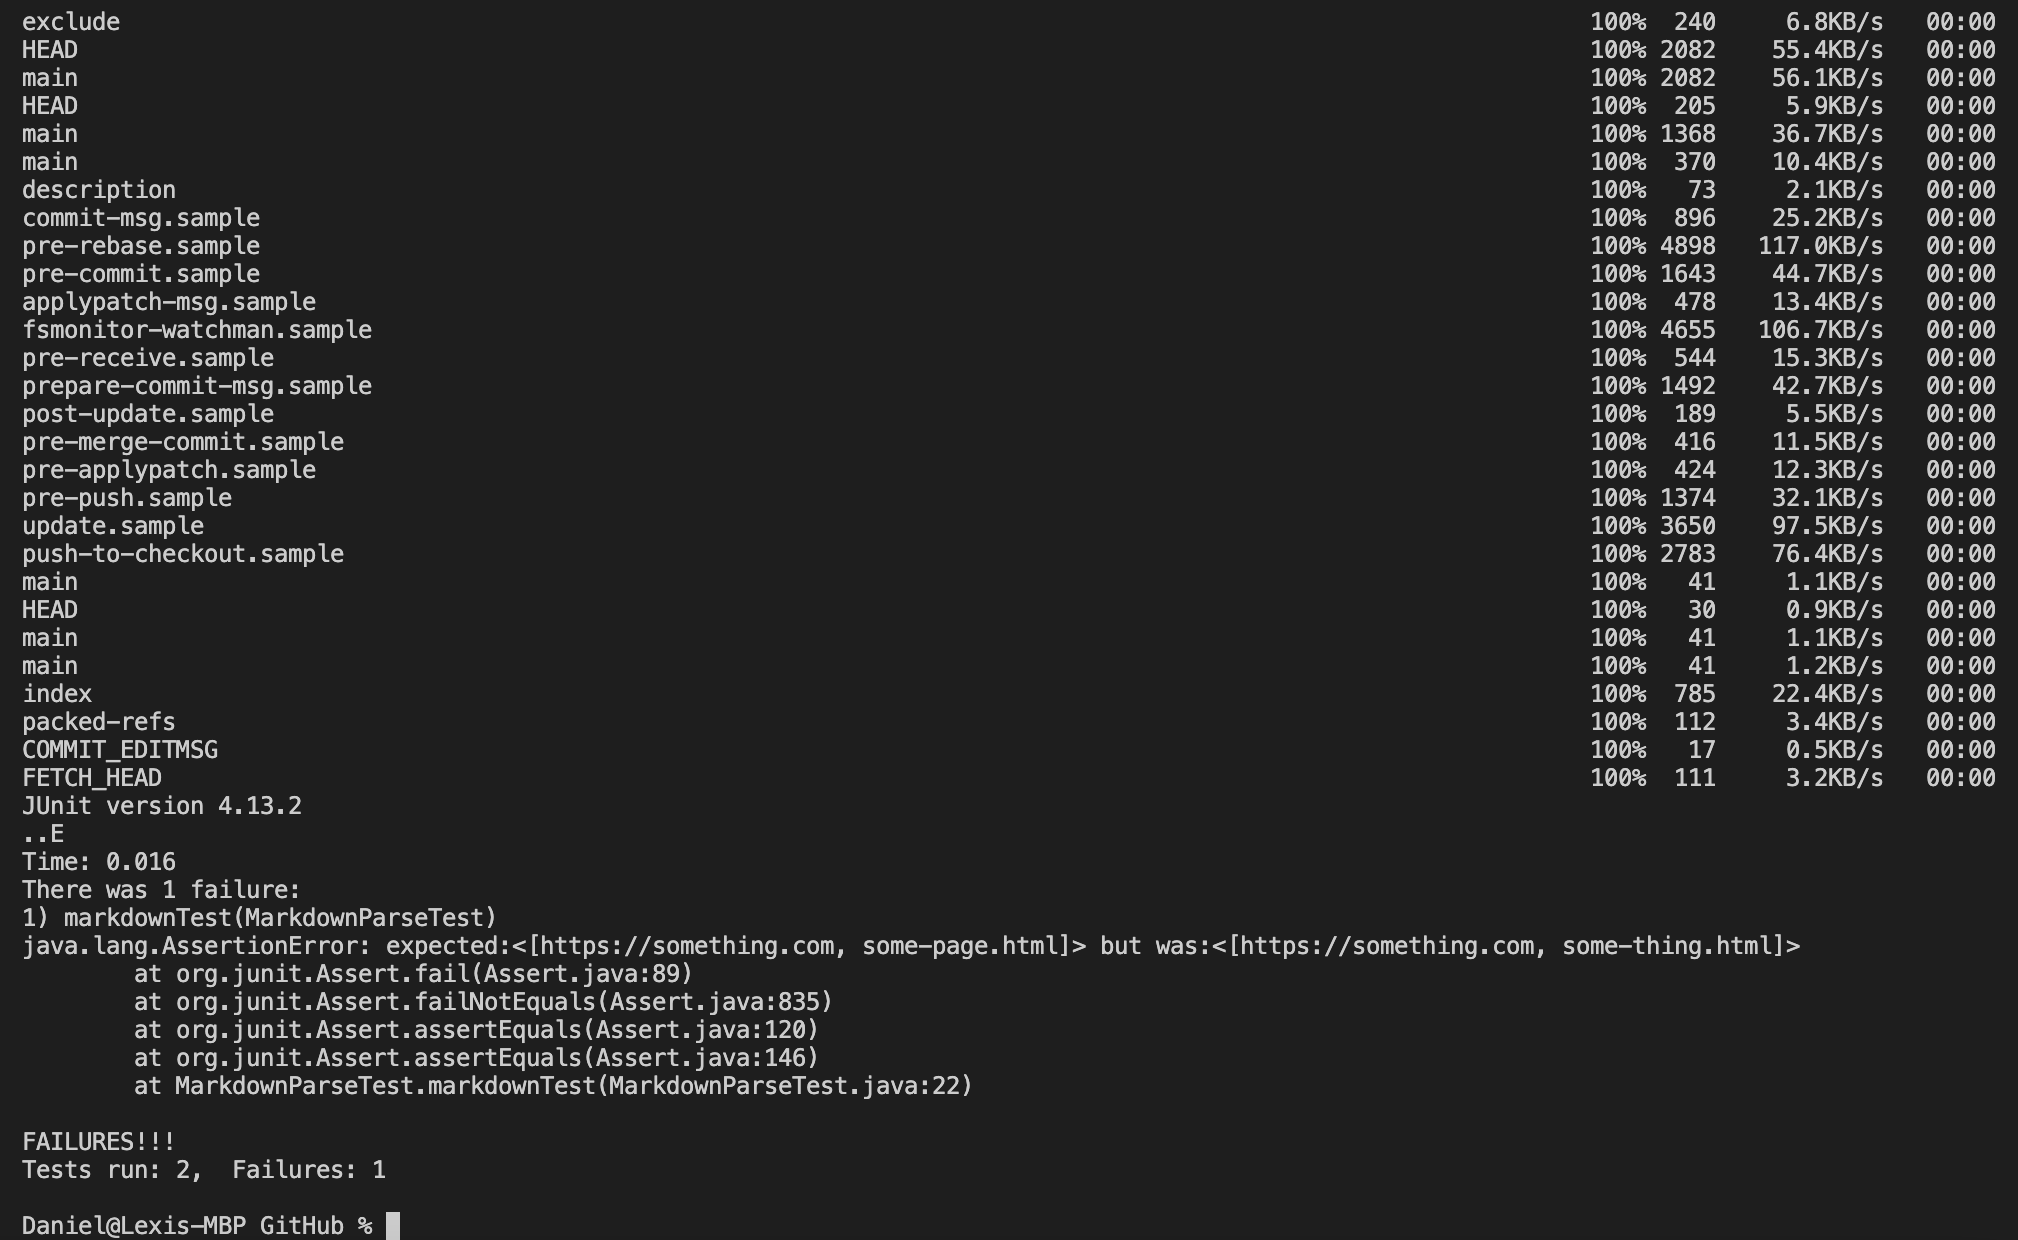 exclude 100% 240 6.8KB/s 00:00
HEAD 100% 2082 55.4KB/s 00:00
main 100% 2082 56.1KB/s 00:00
HEAD 100% 205 5.9KB/s 00:00
main 100% 1368 36.7KB/s 00:00
main 100% 370 10.4KB/s 00:00
description 100% 73 2.1KB/s 00:00
commit-msg.sample 100% 896 25.2KB/s 00:00
pre-rebase.sample 100% 4898 117.0KB/s 00:00
pre-commit.sample 100% 1643 44.7KB/s 00:00
applypatch-msg.sample 100% 478 13.4KB/s 00:00
fsmonitor-watchman.sample 100% 4655 106.7KB/s 00:00
pre-receive.sample 100% 544 15.3KB/s 00:00
prepare-commit-msg.sample 100% 1492 42.7KB/s 00:00
post-update.sample 100% 189 5.5KB/s 00:00
pre-merge-commit.sample 100% 416 11.5KB/s 00:00
pre-applypatch.sample 100% 424 12.3KB/s 00:00
pre-push.sample 100% 1374 32.1KB/s 00:00
update.sample 100% 3650 97.5KB/s 00:00
push-to-checkout.sample 100% 2783 76.4KB/s 00:00
main 100% 41 1.1KB/s 00:00
HEAD 100% 30 0.9KB/s 00:00
main 100% 41 1.1KB/s 00:00
main 100% 41 1.2KB/s 00:00
index 100% 785 22.4KB/s 00:00
packed-refs 100% 112 3.4KB/s 00:00
COMMIT_EDITMSG 100% 17 0.5KB/s 00:00
FETCH_HEAD 100% 111 3.2KB/s 00:00
JUnit version 4.13.2
..E
Time: 0.016
There was 1 failure:
1) markdownTest(MarkdownParseTest)
java.lang.AssertionError: expected:<[https://something.com, some-page.html]> but was:<[https://something.com, some-thing.html]>
at org.junit.Assert.fail(Assert.java:89)
at org.junit.Assert.failNotEquals(Assert.java:835)
at org.junit.Assert.assertEquals(Assert.java:120)
at org.junit.Assert.assertEquals(Assert.java:146)
at MarkdownParseTest.markdownTest(MarkdownParseTest.java:22)
FAILURES!!!
Tests run: 2,  Failures: 1
Daniel@Lexis-MBP GitHub %